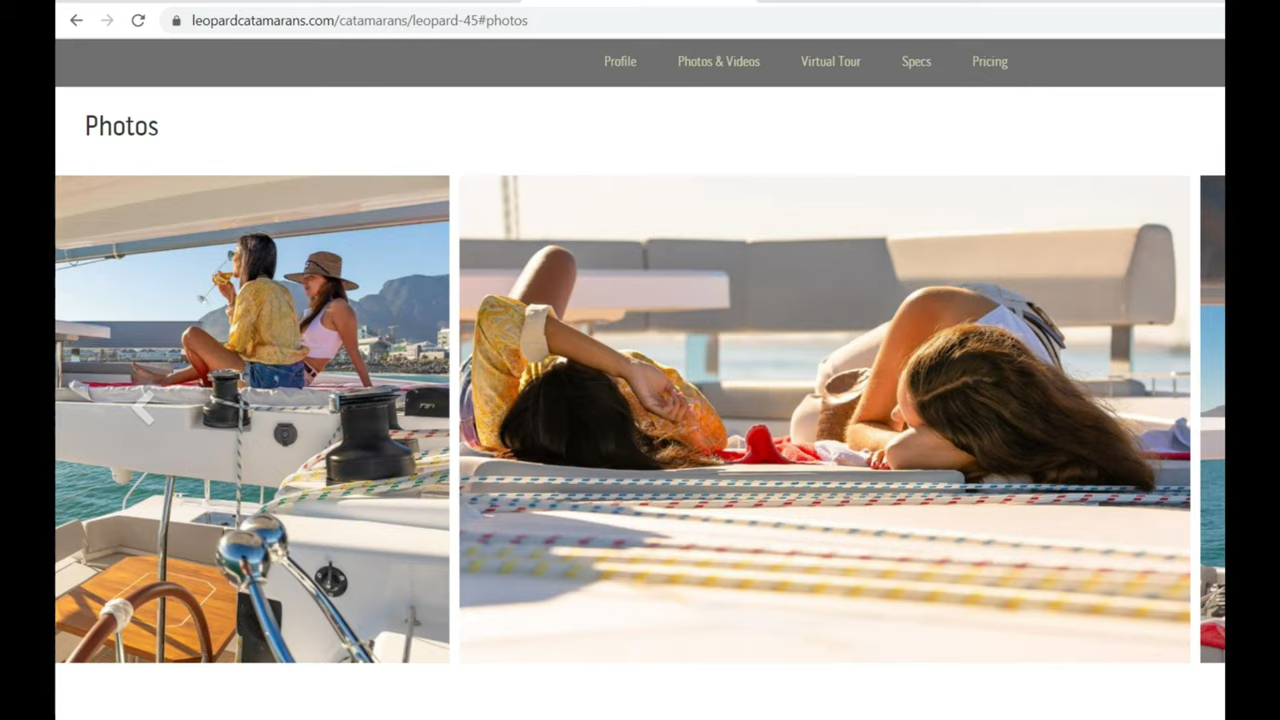 leopardcatamarans.com/catamarans/leopard-45#photos
Profile
Photos & Videos
Virtual Tour
Specs
Pricing
Photos